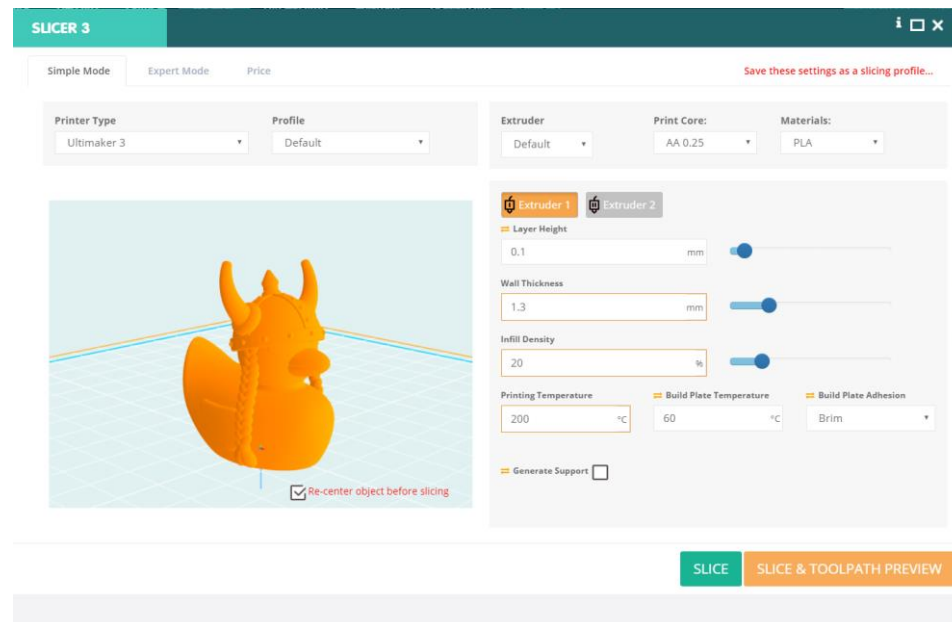 SLICER 3
i
Simple Mode Expert Mode Price
Save these settings as a slicing profile...
Printer Type Profile
Ultimaker 3 Default
Extruder Print Core: Materials:
Default AA 0.25 PLA
Extruder 1 Extruder 2
Layer Height
0.1 mm
Wall Thickness
1.3 mm
Infill Density
20 %
Printing Temperature Build Plate Temperature Build Plate Adhesion
200 °C 60 °C Brim
Generate Support
Re-center object before slicing
SLICE SLICE & TOOLPATH PREVIEW